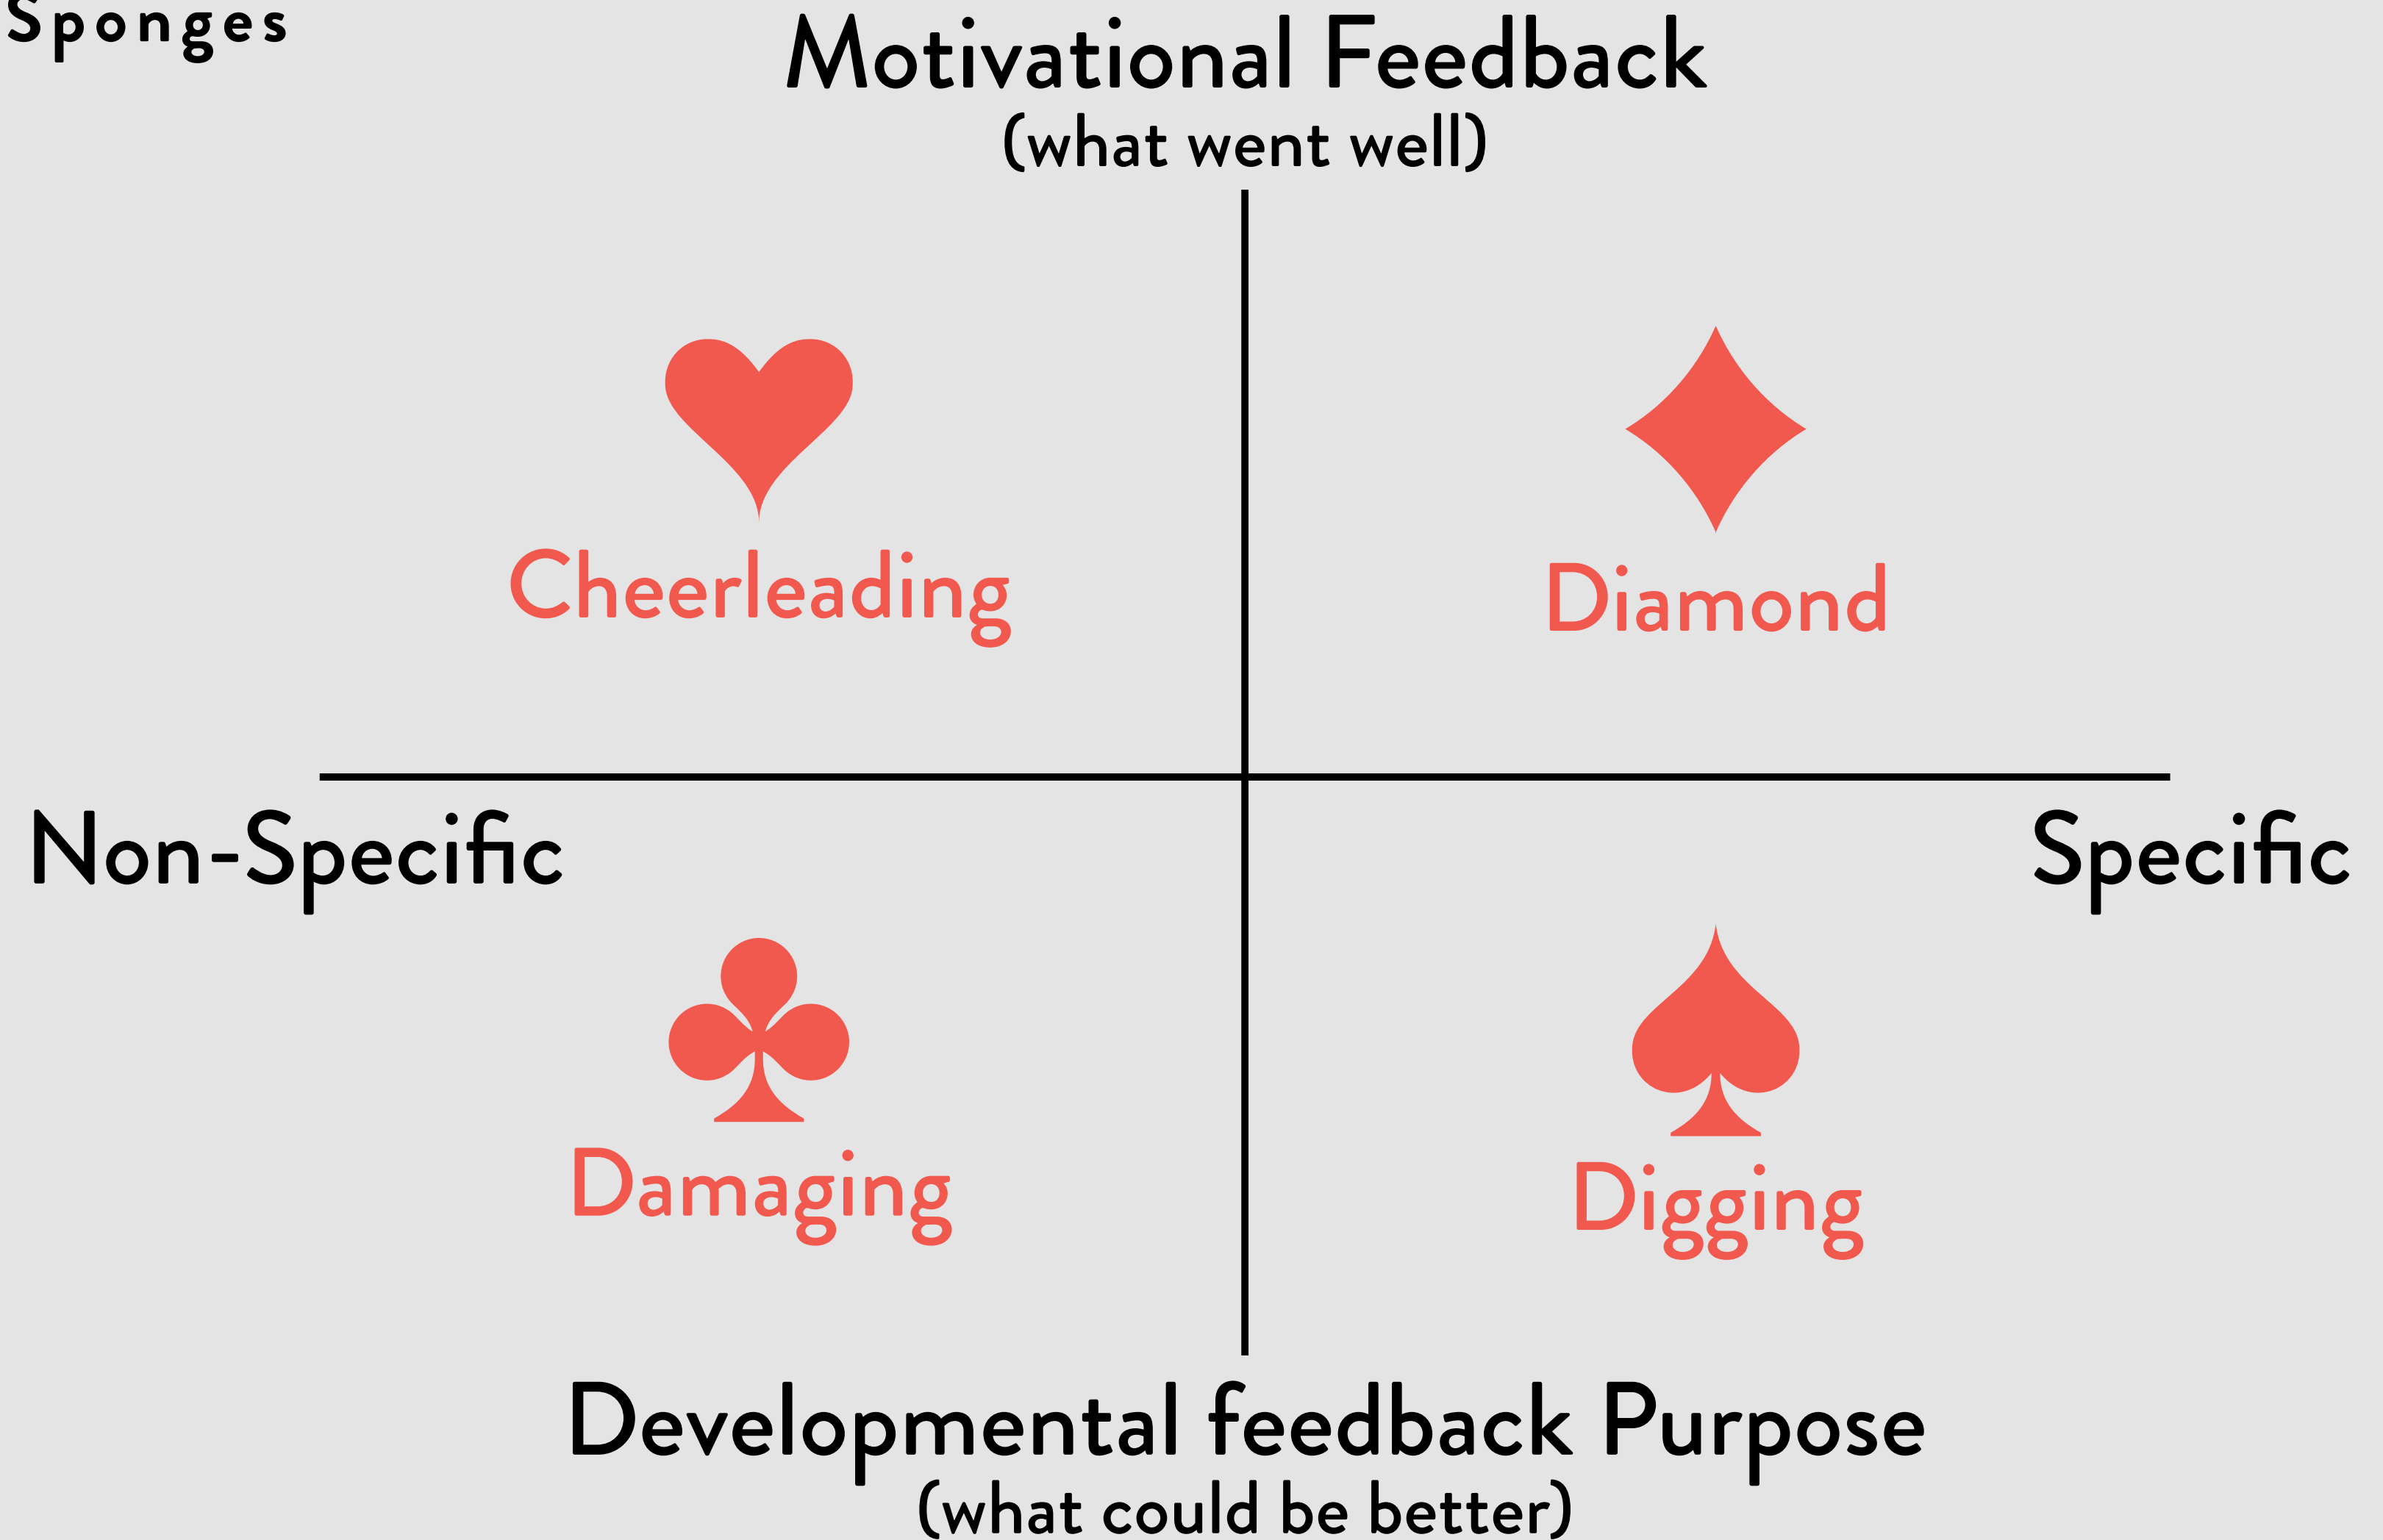 Sponges
Motivational Feedback
(what went well)
Cheerleading
Diamond
Non-Specific
Specific
Damaging
Digging
Developmental feedback Purpose
(what could be better)